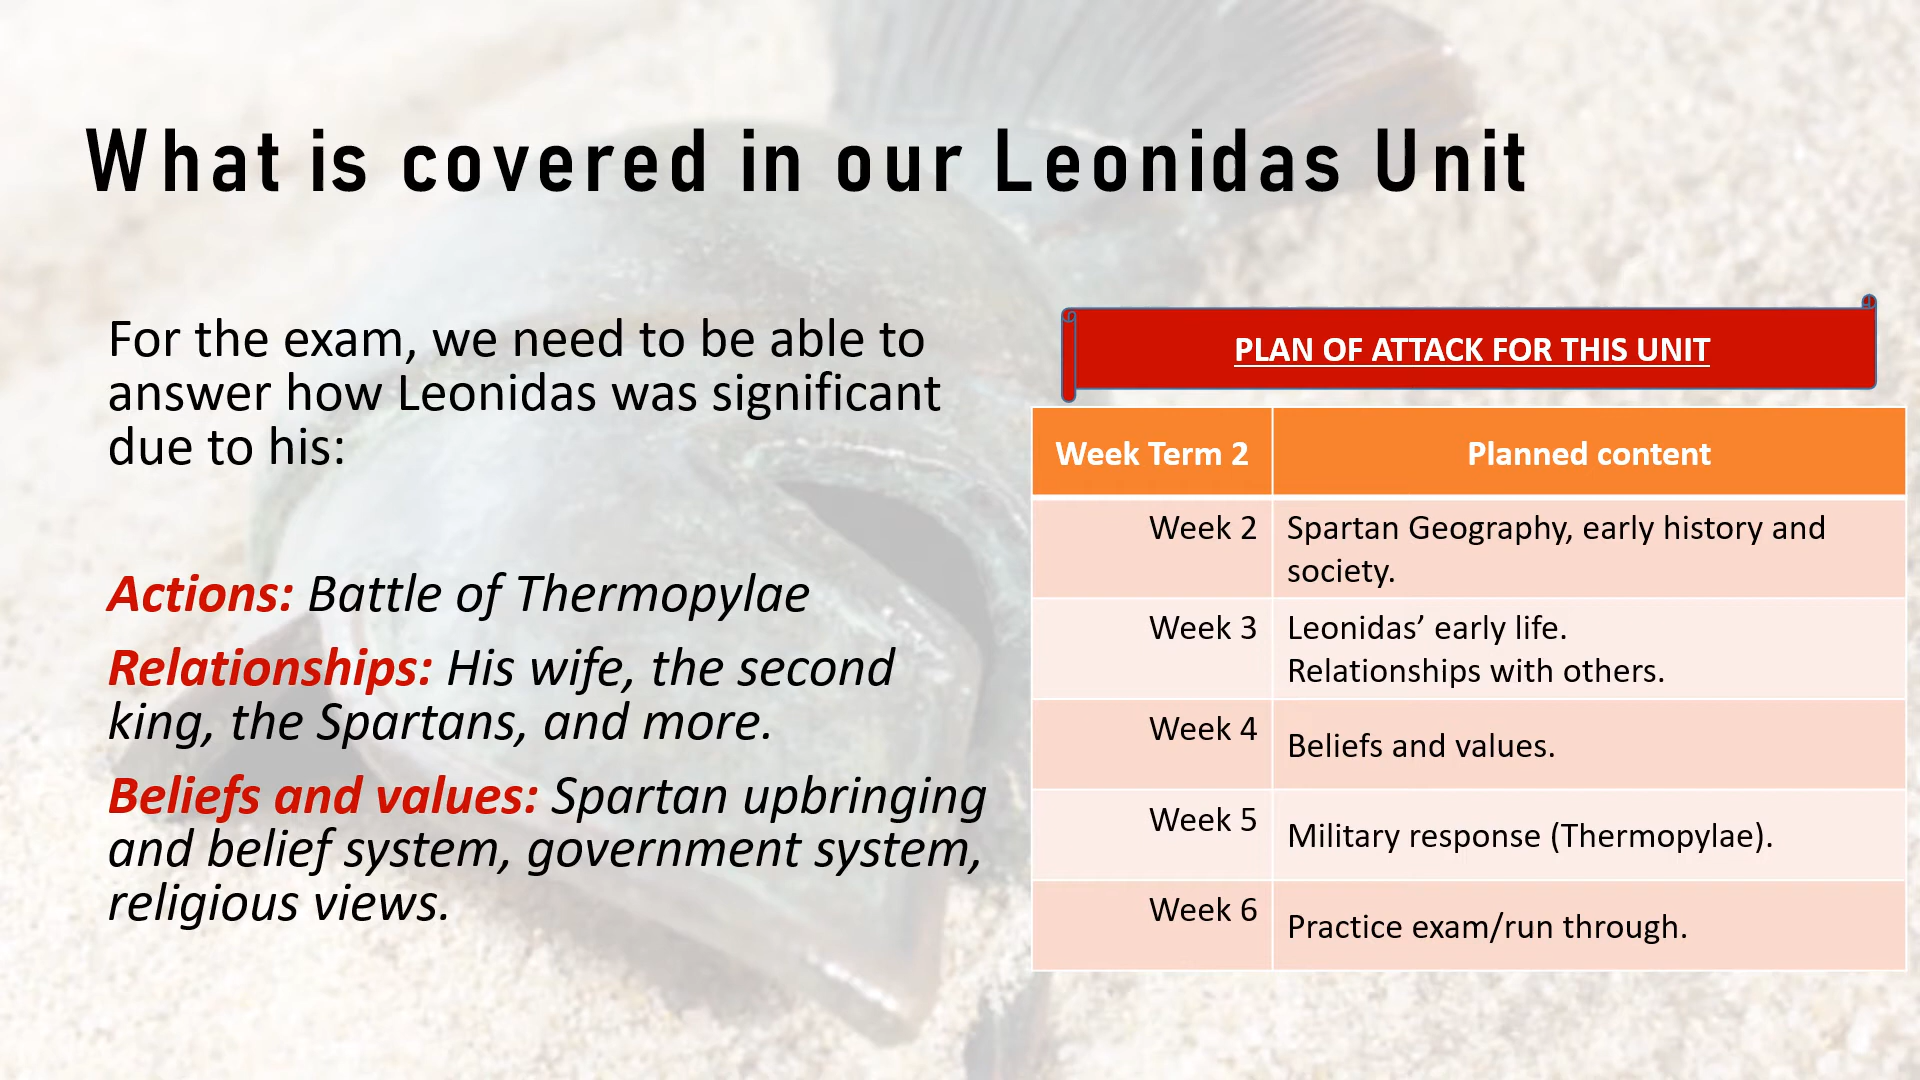 What is covered in our Leonidas Unit
For the exam, we need to be able to
answer how Leonidas was significant
due to his:
Actions: Battle of Thermopylae
Relationships: His wife, the second
king, the Spartans, and more.
Beliefs and values: Spartan upbringing
and belief system, government system,
religious views.
PLAN OF ATTACK FOR THIS UNIT
Week Term 2 Planned content
Week 2 Spartan Geography, early history and
society.
Week 3 Leonidas’ early life.
Relationships with others.
Week 4 Beliefs and values.
Week 5 Military response (Thermopylae).
Week 6 Practice exam/run through.